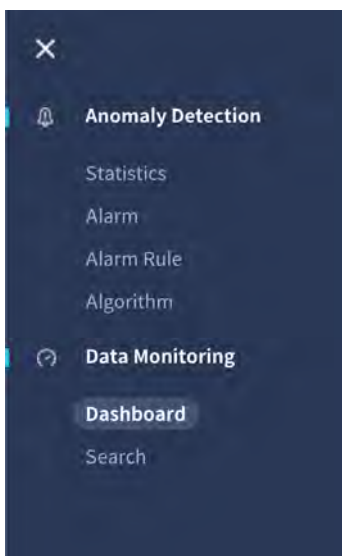 Anomaly Detection
Statistics
Alarm
Alarm Rule
Algorithm
Data Monitoring
Dashboard
Search